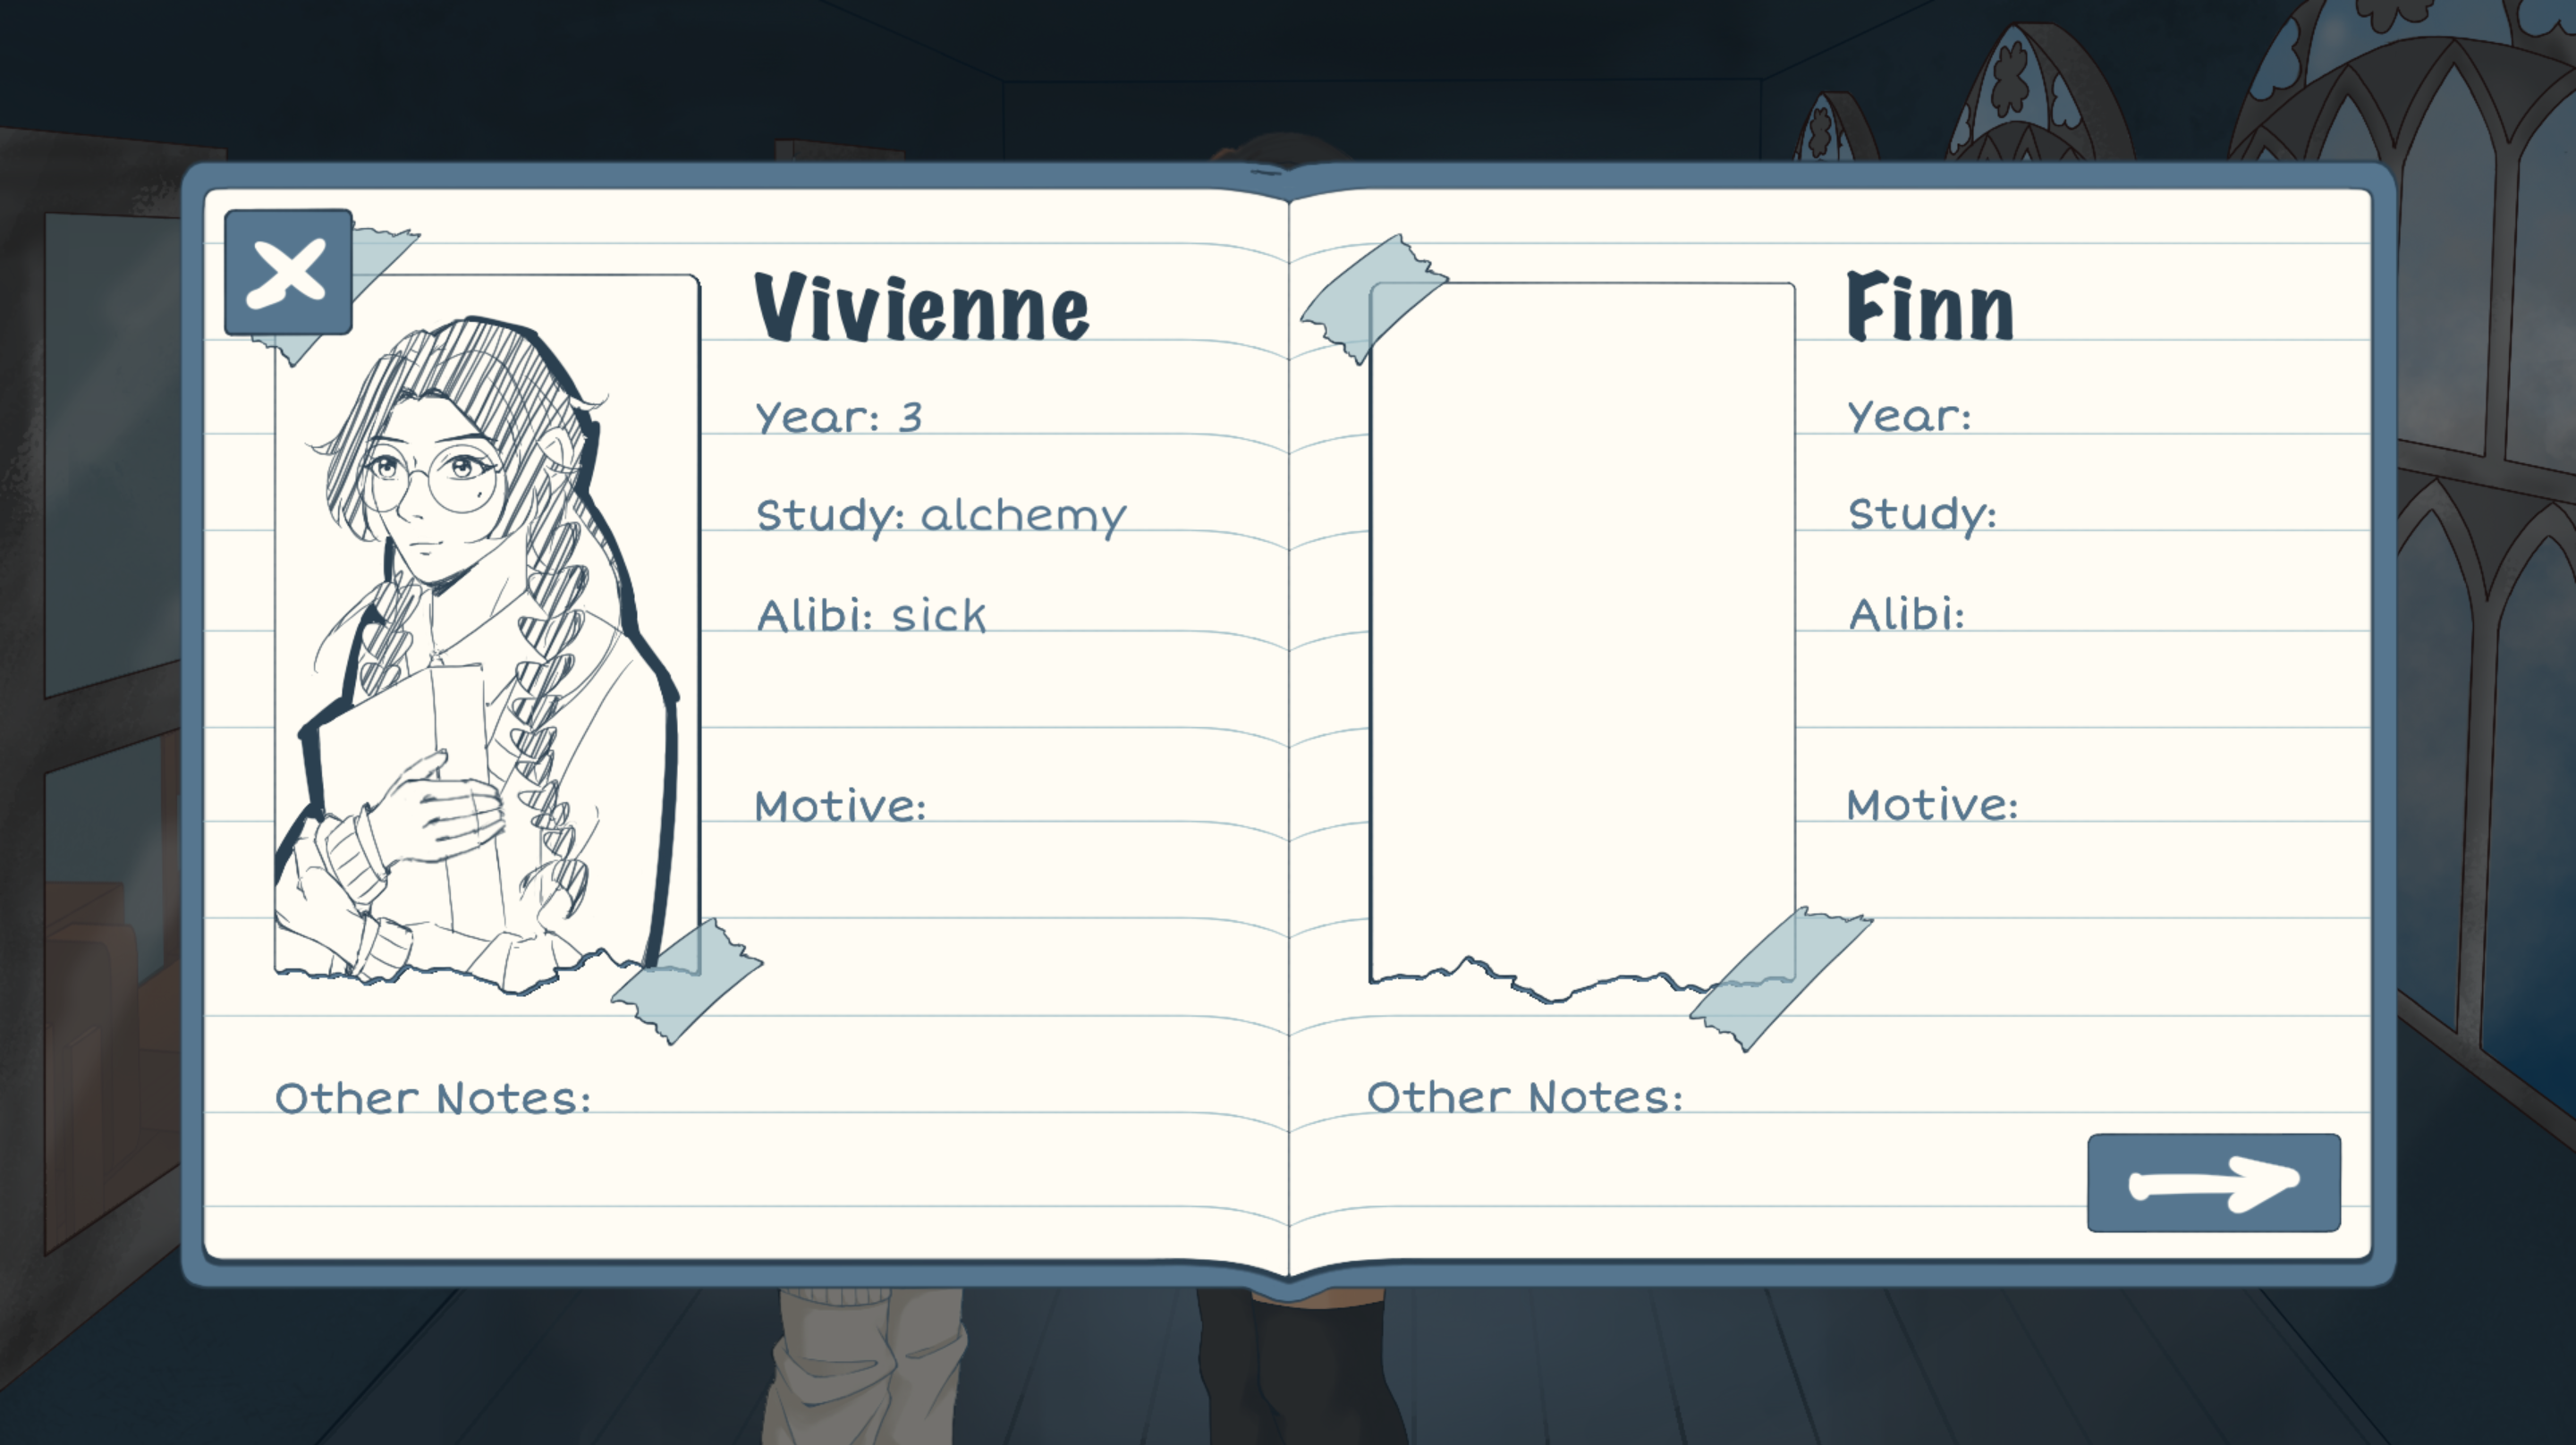 Vivienne
Year: 3
Study: alchemy
Alibi: sick
Motive:
Other Notes:
Finn
Year:
Study:
Alibi:
Motive:
Other Notes: